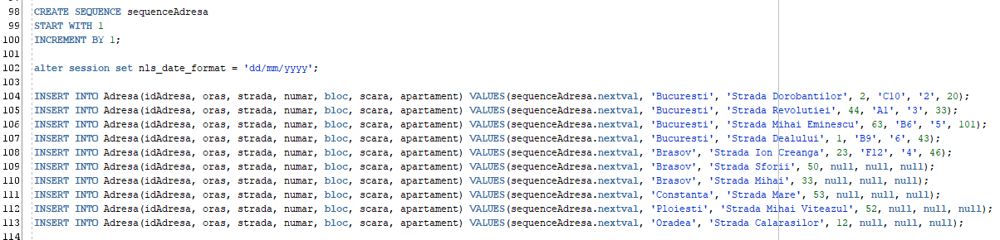 98 CREATE SEQUENCE sequenceAdresa
99 START WITH 1
100 INCREMENT BY 1;
101
102 alter session set nls_date_format = 'dd/mm/yyyy';
103
104 INSERT INTO Adresa(idAdresa, oras, strada, numar, bloc, scara, apartament) VALUES(sequenceAdresa.nextval, 'Bucuresti', 'Strada Dorobantilor', 2, 'C10', '2', 20);
105 INSERT INTO Adresa(idAdresa, oras, strada, numar, bloc, scara, apartament) VALUES(sequenceAdresa.nextval, 'Bucuresti', 'Strada Revolutiei', 44, 'A1', '3', 33);
106 INSERT INTO Adresa(idAdresa, oras, strada, numar, bloc, scara, apartament) VALUES(sequenceAdresa.nextval, 'Bucuresti', 'Strada Mihai Eminescu', 63, 'B6', '5', 101);
107 INSERT INTO Adresa(idAdresa, oras, strada, numar, bloc, scara, apartament) VALUES(sequenceAdresa.nextval, 'Bucuresti', 'Strada Dealului', 1, 'B9', '6', 43);
108 INSERT INTO Adresa(idAdresa, oras, strada, numar, bloc, scara, apartament) VALUES(sequenceAdresa.nextval, 'Brasov', 'Strada Ion Creanga', 23, 'F12', '4', 46);
109 INSERT INTO Adresa(idAdresa, oras, strada, numar, bloc, scara, apartament) VALUES(sequenceAdresa.nextval, 'Brasov', 'Strada Sforii', 50, null, null, null);
110 INSERT INTO Adresa(idAdresa, oras, strada, numar, bloc, scara, apartament) VALUES(sequenceAdresa.nextval, 'Brasov', 'Strada Mihai', 33, null, null, null);
111 INSERT INTO Adresa(idAdresa, oras, strada, numar, bloc, scara, apartament) VALUES(sequenceAdresa.nextval, 'Constanta', 'Strada Mare', 53, null, null, null);
112 INSERT INTO Adresa(idAdresa, oras, strada, numar, bloc, scara, apartament) VALUES(sequenceAdresa.nextval, 'Ploiesti', 'Strada Mihai Viteazul', 52, null, null, null);
113 INSERT INTO Adresa(idAdresa, oras, strada, numar, bloc, scara, apartament) VALUES(sequenceAdresa.nextval, 'Oradea', 'Strada Calarasilor', 12, null, null, null);
114